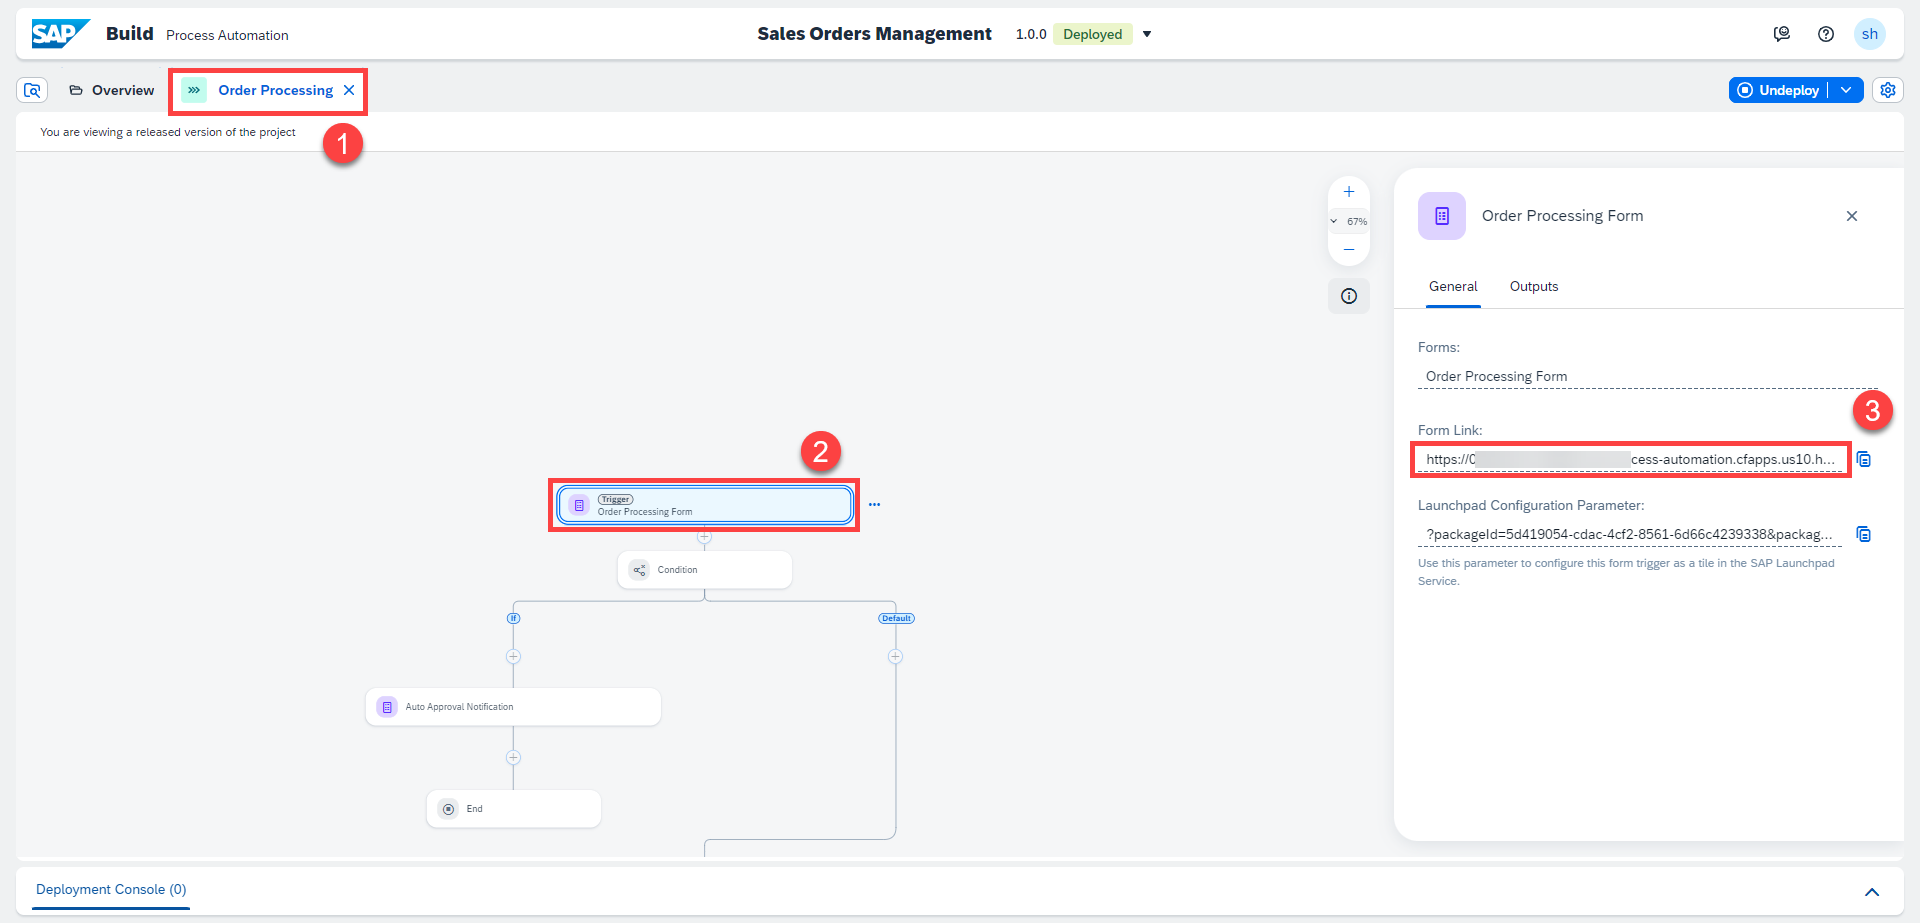 SAP Build Process Automation
Sales Orders Management 1.0.0 Deployed
sh
Overview
Order Processing
Undeploy
You are viewing a released version of the project
1
67%
Order Processing Form
General Outputs
Forms:
Order Processing Form
3
Form Link:
https://0 cess-automation.cfapps.us10.h...
Launchpad Configuration Parameter:
?packageId=5d419054-cdac-4cf2-8561-6d66c4239338&packag...
Use this parameter to configure this form trigger as a tile in the SAP Launchpad
Service.
2
Trigger
Order Processing Form
Condition
If
Default
Auto Approval Notification
End
Deployment Console (0)